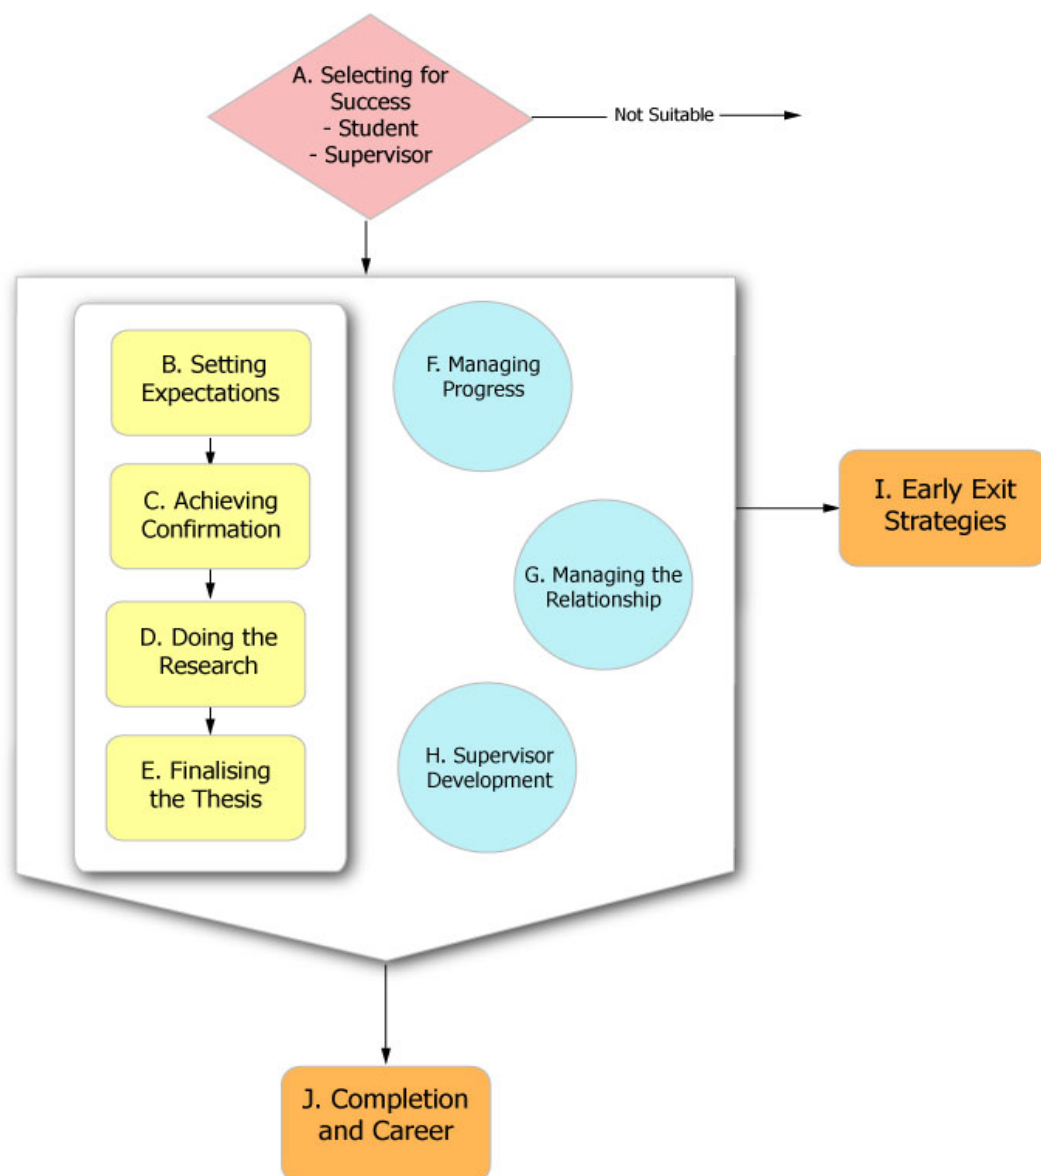 A. Selecting for
Success
- Student
- Supervisor
Not Suitable
B. Setting
Expectations
C. Achieving
Confirmation
D. Doing the
Research
E. Finalising
the Thesis
F. Managing
Progress
G. Managing the
Relationship
H. Supervisor
Development
I. Early Exit
Strategies
J. Completion
and Career